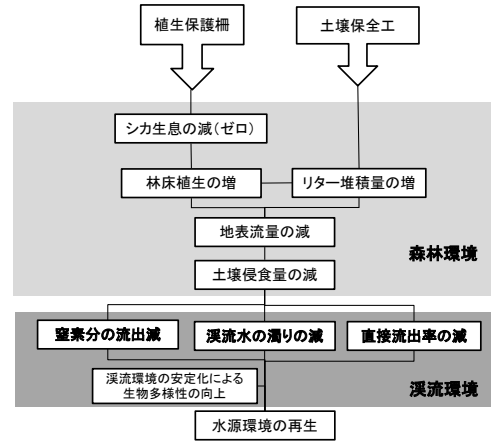 植生保護柵
土壌保全工
シカ生息の減(ゼロ)
林床植生の増
リター堆積量の増
地表流量の減
森林環境
土壌侵食量の減
窒素分の流出減
渓流水の濁りの減
直接流出率の減
渓流環境の安定化による
生物多様性の向上
渓流環境
水源環境の再生